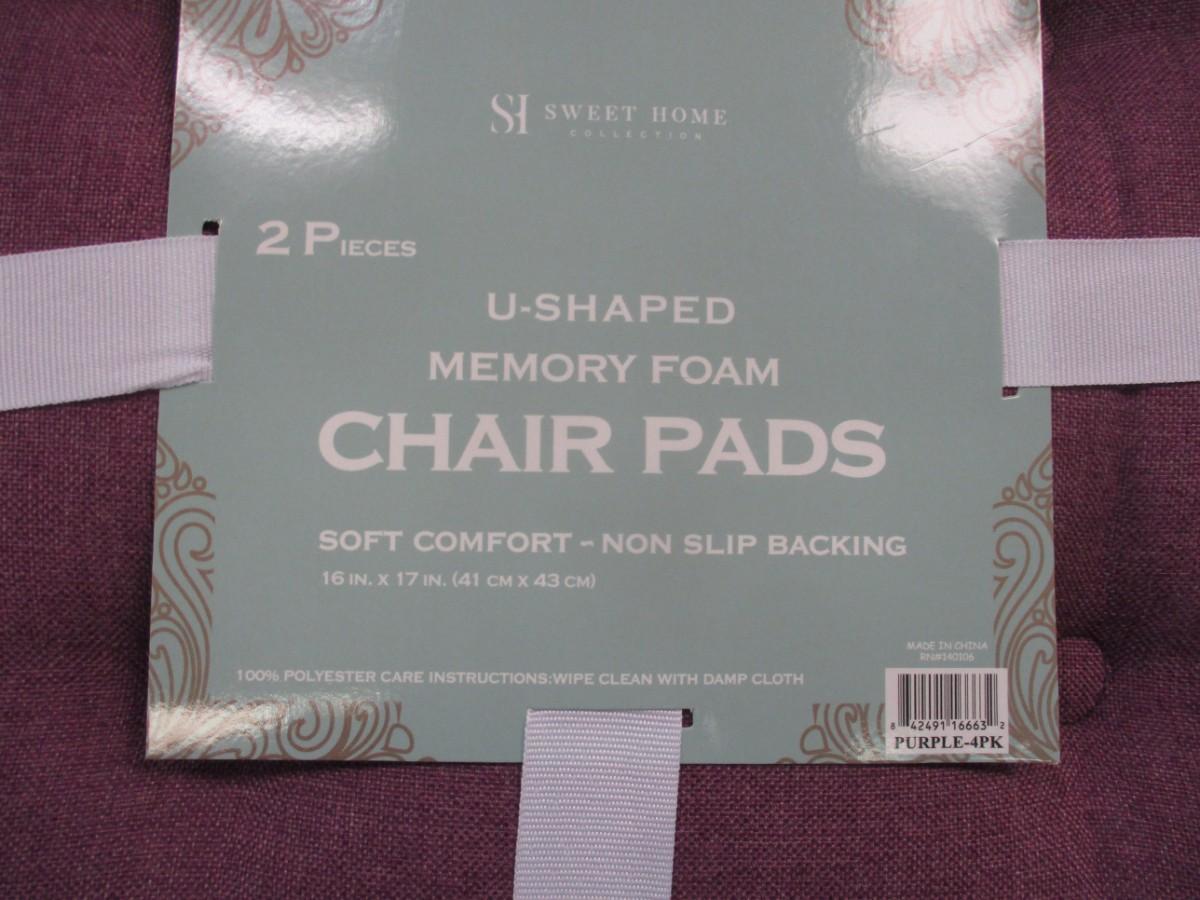 SH SWEET HOME
COLLECTION
2 PIECES
U-SHAPED
MEMORY FOAM
CHAIR PADS
SOFT COMFORT - NON SLIP BACKING
16 IN. X 17 IN. (41 CM X 43 CM)
MADE IN CHINA
RN#140106
100% POLYESTER CARE INSTRUCTIONS:WIPE CLEAN WITH DAMP CLOTH
8 42491 16663 2
PURPLE-4PK